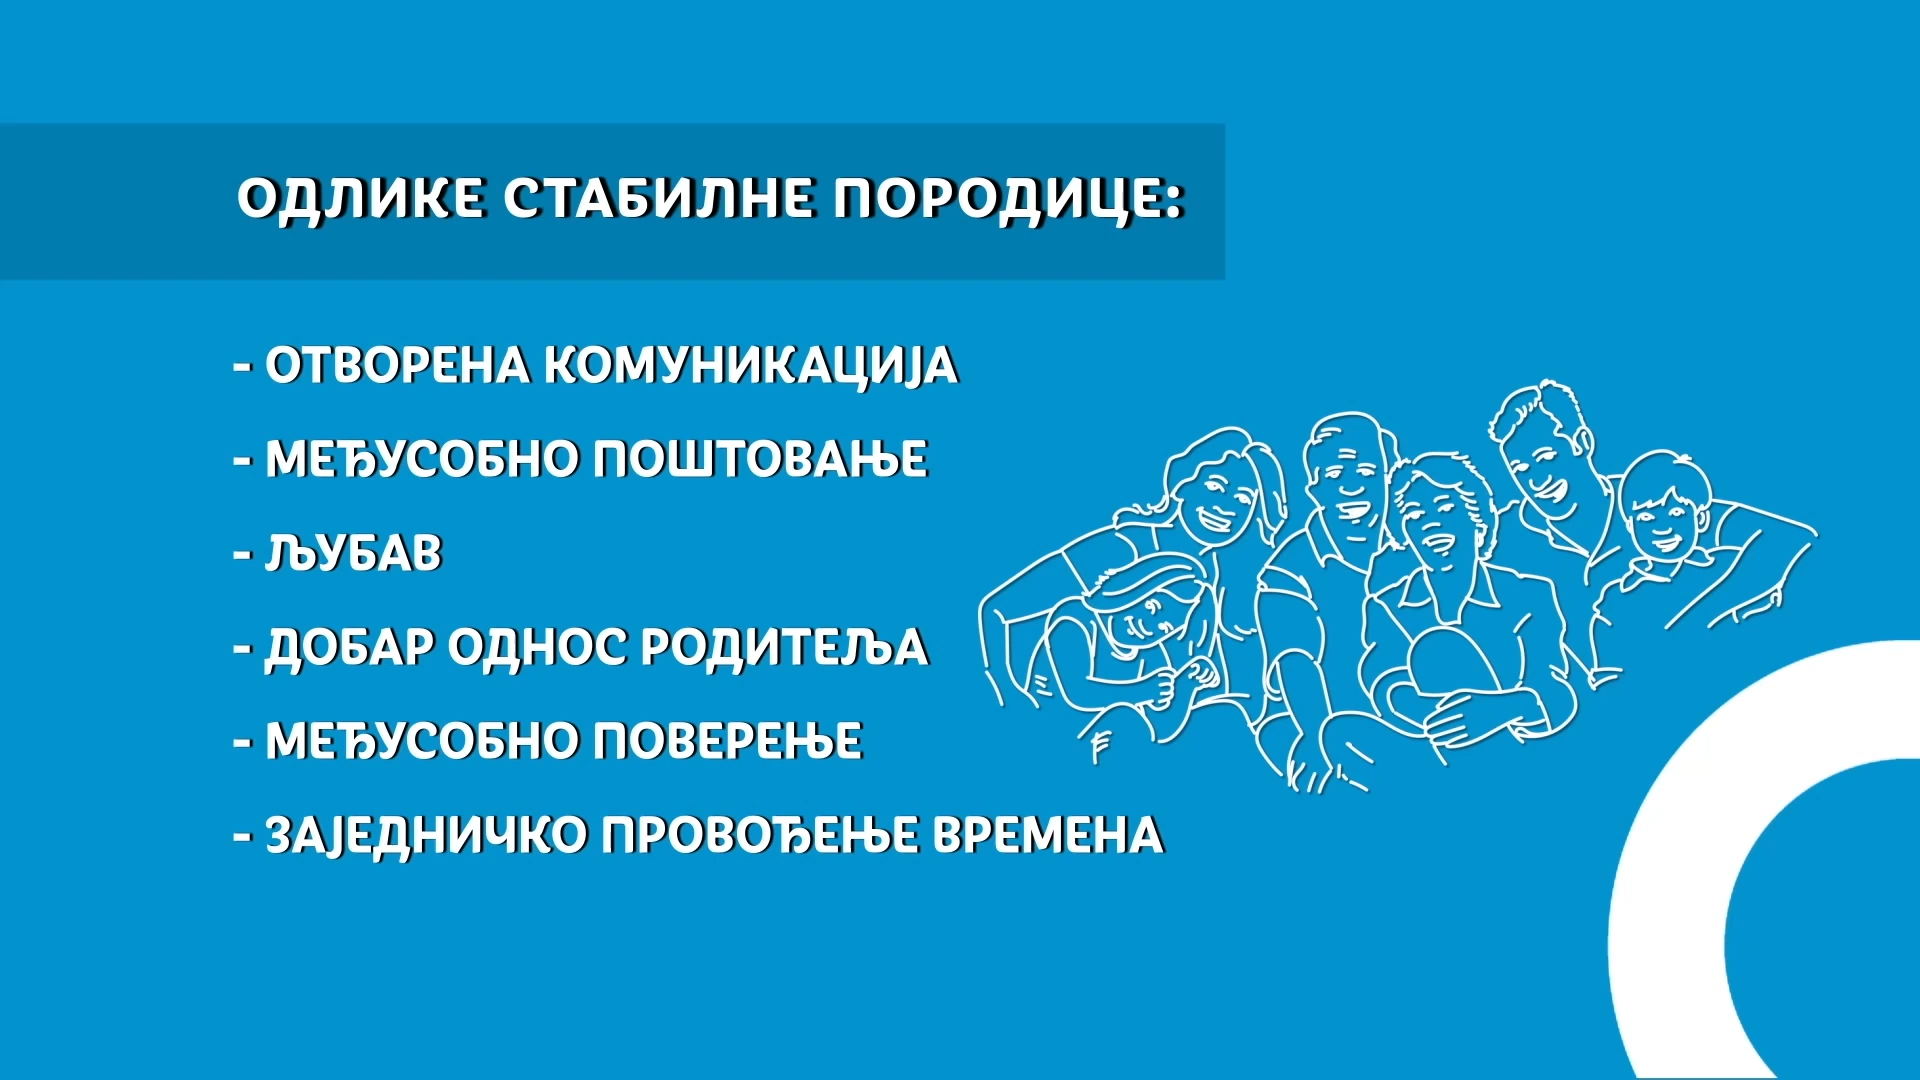 ОДЛИКЕ СТАБИЛНЕ ПОРОДИЦЕ:
- ОТВОРЕНА КОМУНИКАЦИЈА
- МЕЂУСОБНО ПОШТОВАЊЕ
- ЉУБАВ
- ДОБАР ОДНОС РОДИТЕЉА
- МЕЂУСОБНО ПОВЕРЕЊЕ
- ЗАЈЕДНИЧКО ПРОВОЂЕЊЕ ВРЕМЕНА